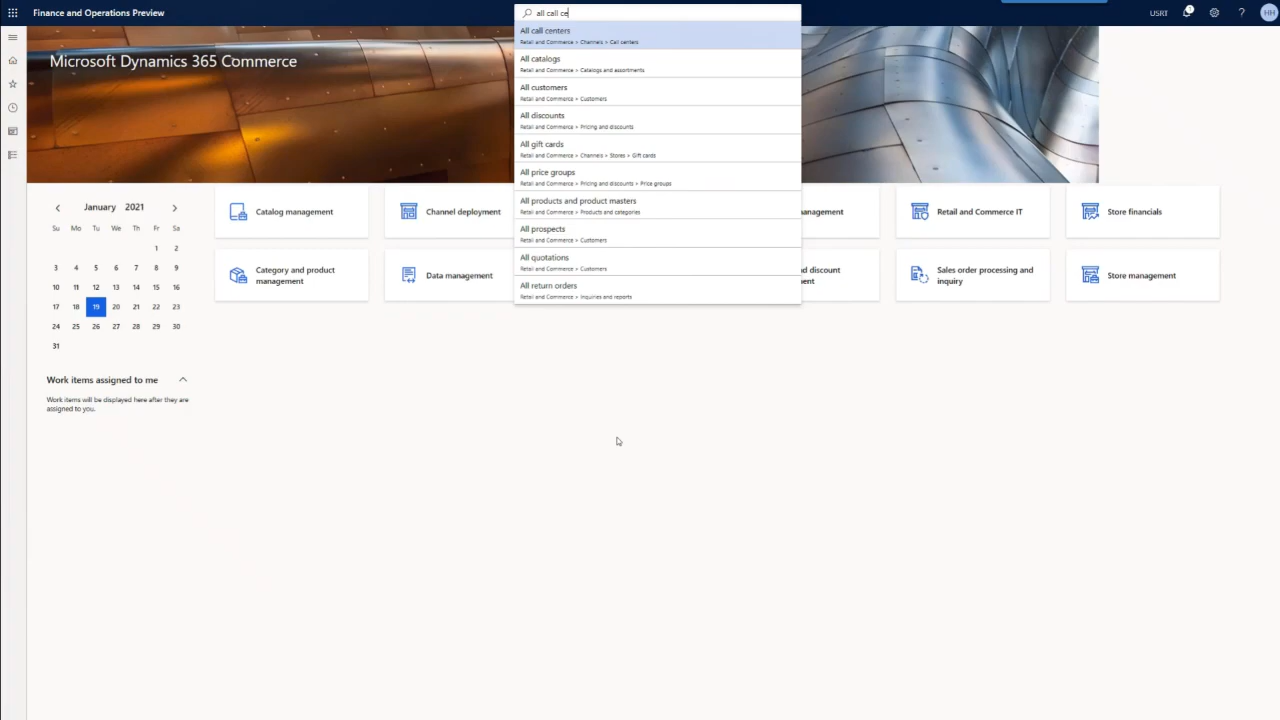 Finance and Operations Preview
all call ce
USRT
1
HH
Microsoft Dynamics 365 Commerce
All call centers
Retail and Commerce > Channels > Call centers
All catalogs
Retail and Commerce > Catalogs and assortments
All customers
Retail and Commerce > Customers
All discounts
Retail and Commerce > Pricing and discounts
All gift cards
Retail and Commerce > Channels > Stores > Gift cards
All price groups
Retail and Commerce > Pricing and discounts > Price groups
All products and product masters
Retail and Commerce > Products and categories
All prospects
Retail and Commerce > Customers
All quotations
Retail and Commerce > Customers
All return orders
Retail and Commerce > Inquiries and reports
January 2021
Su Mo Tu We Th Fr Sa
1 2
3 4 5 6 7 8 9
10 11 12 13 14 15 16
17 18 19 20 21 22 23
24 25 26 27 28 29 30
31
Work items assigned to me
Work items will be displayed here after they are
assigned to you.
Catalog management
Channel deployment
anagement
Retail and Commerce IT
Store financials
Category and product
management
Data management
d discount
ent
Sales order processing and
inquiry
Store management